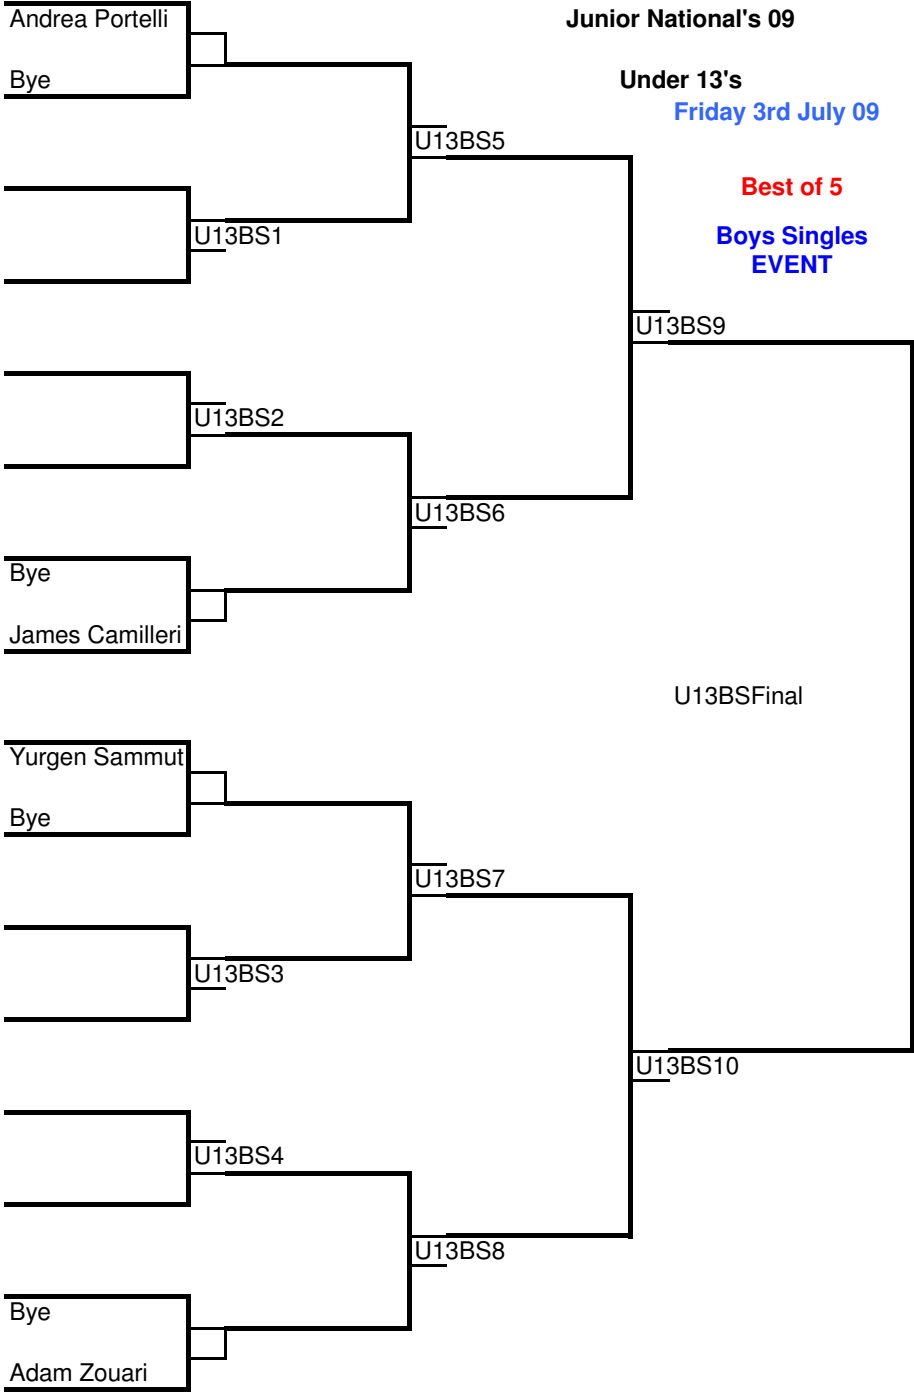 Andrea Portelli
Junior National's 09
Bye
Under 13's
Friday 3rd July 09
U13BS5
Best of 5
U13BS1
Boys Singles
EVENT
U13BS9
U13BS2
U13BS6
Bye
James Camilleri
U13BSFinal
Yurgen Sammut
Bye
U13BS7
U13BS3
U13BS10
U13BS4
U13BS8
Bye
Adam Zouari